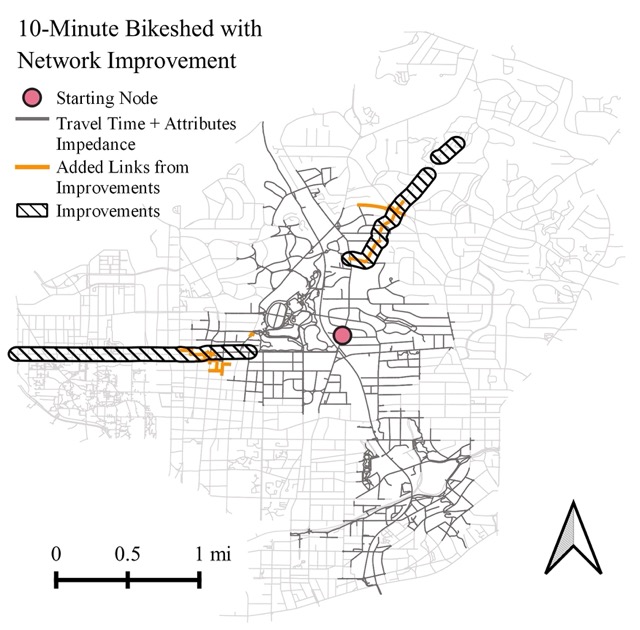 10-Minute Bikeshed with
Network Improvement
Starting Node
Travel Time + Attributes
Impedance
Added Links from
Improvements
Improvements
0 0.5 1 mi